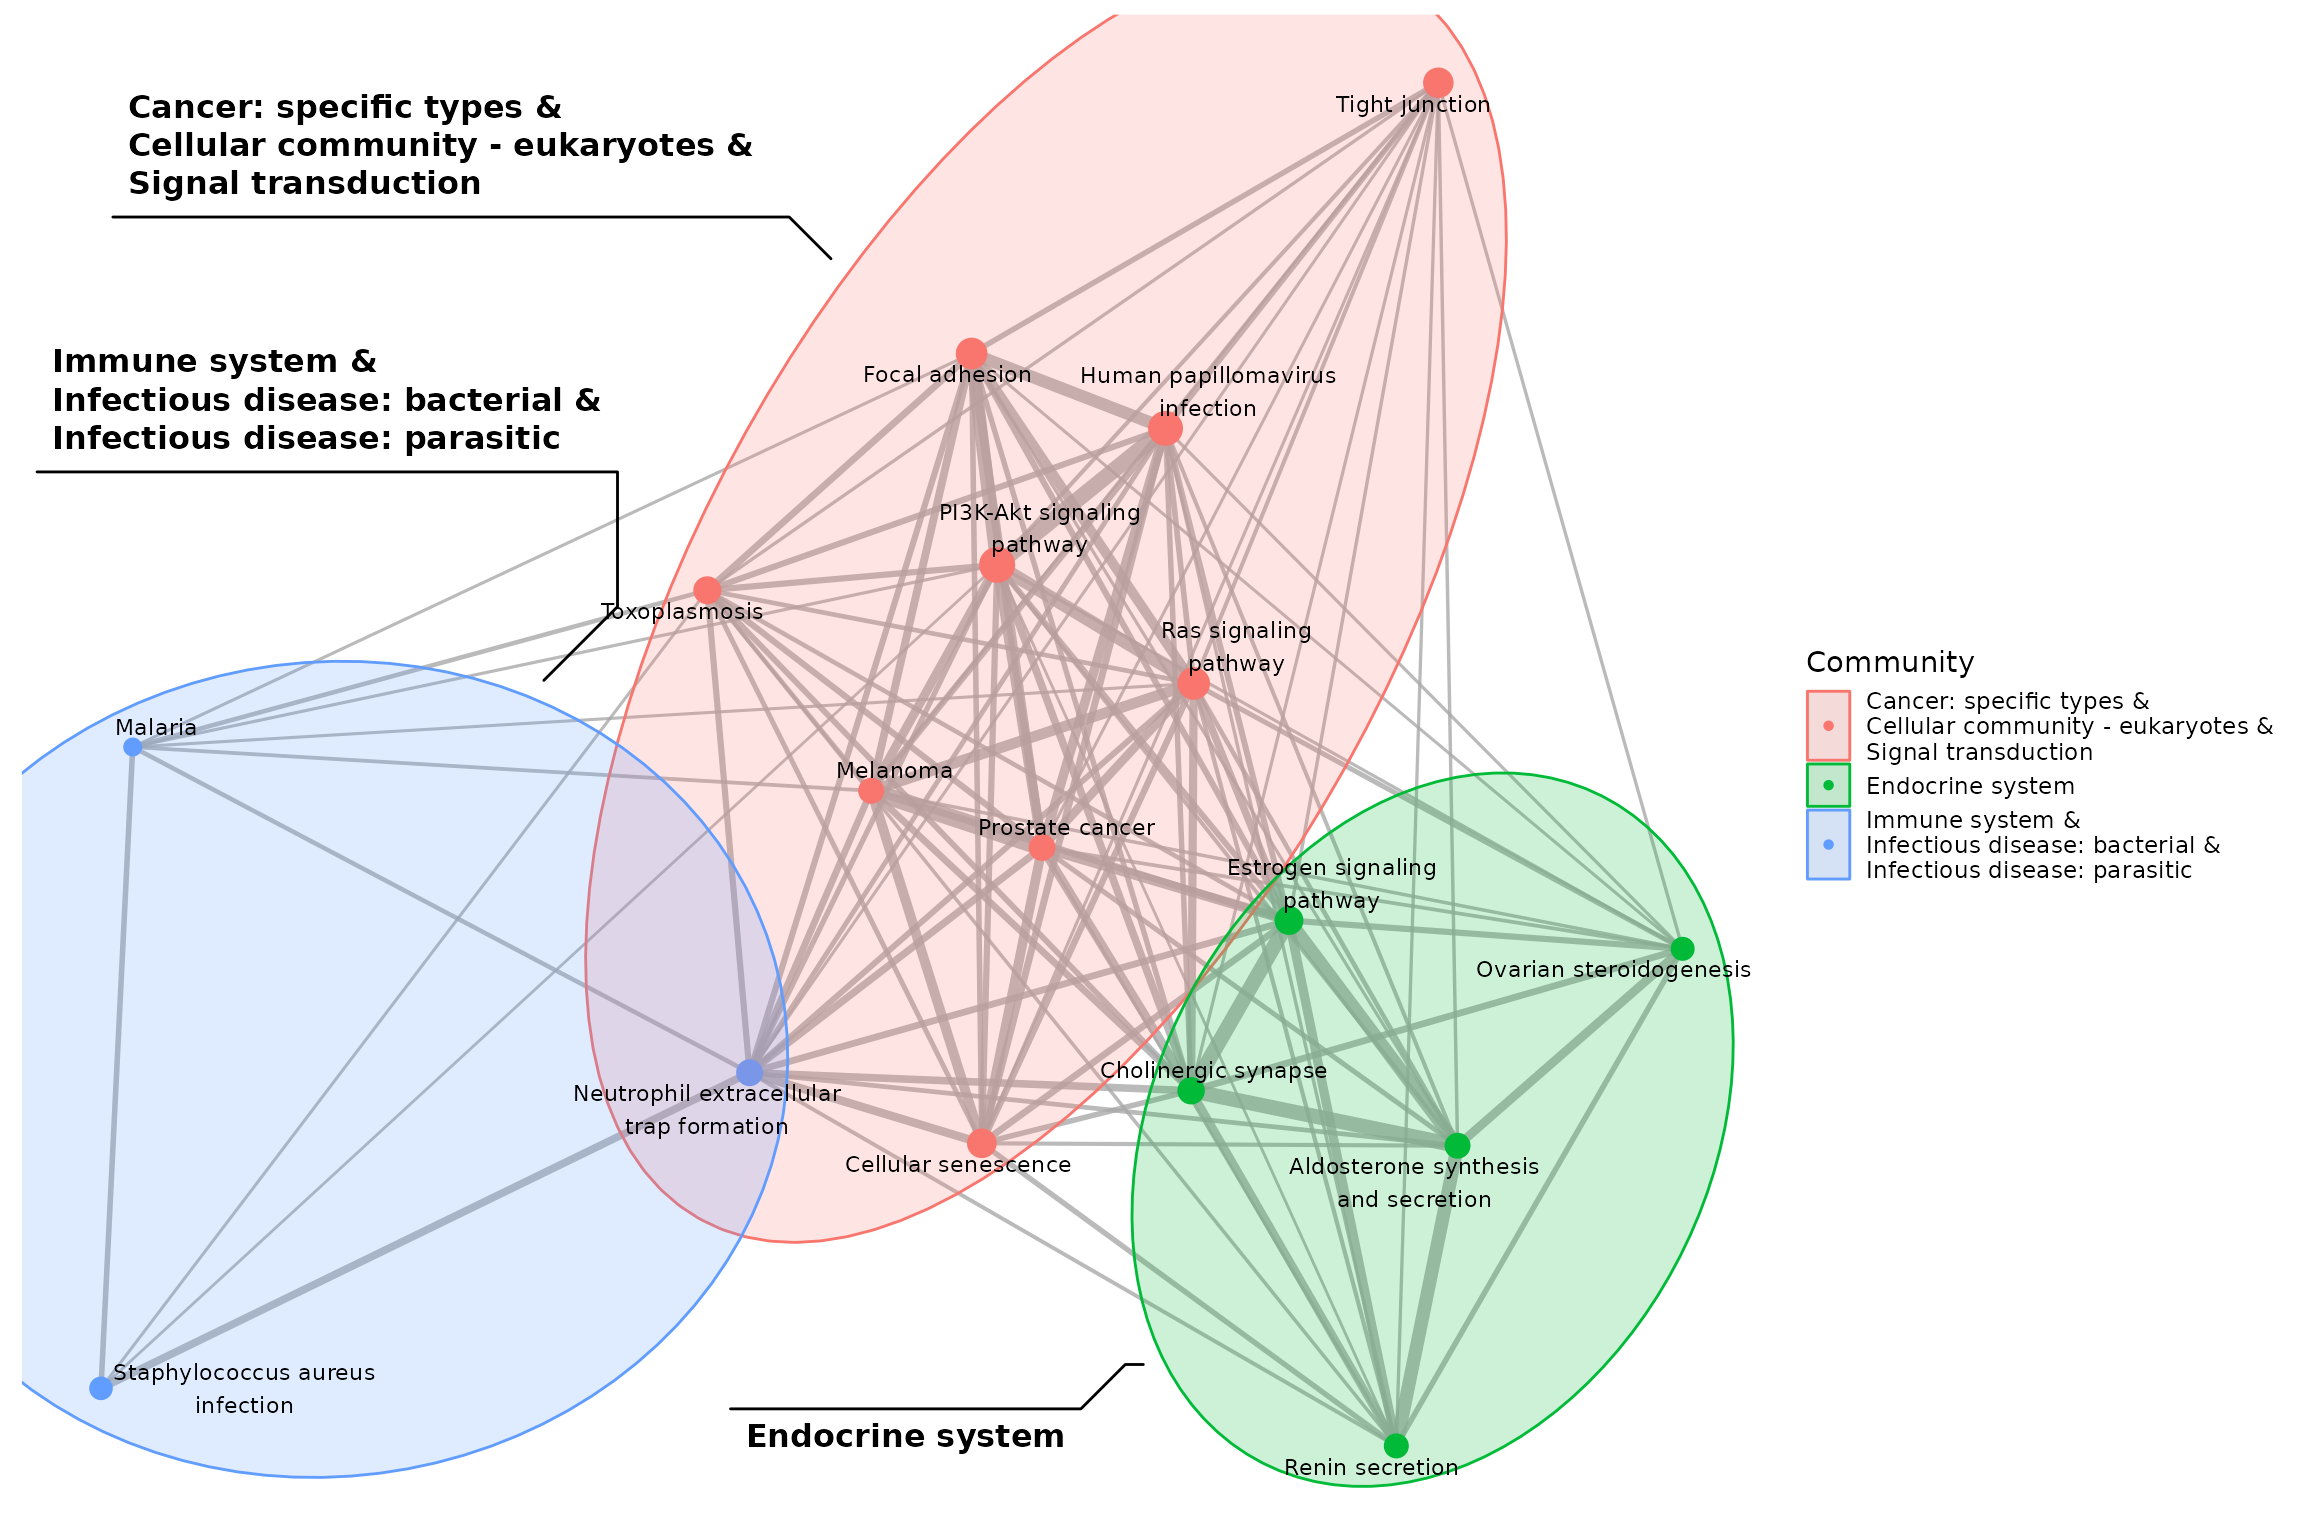 Cancer: specific types &
Cellular community - eukaryotes &
Signal transduction
Tight junction
Immune system &
Infectious disease: bacterial &
Infectious disease: parasitic
Focal adhesion
Human papillomavirus
infection
PI3K-Akt signaling
pathway
Toxoplasmosis
Ras signaling
pathway
Malaria
Melanoma
Prostate cancer
Estrogen signaling
pathway
Ovarian steroidogenesis
Cholinergic synapse
Neutrophil extracellular
trap formation
Cellular senescence
Aldosterone synthesis
and secretion
Staphylococcus aureus
infection
Endocrine system
Renin secretion
Community
Cancer: specific types &
Cellular community - eukaryotes &
Signal transduction
Endocrine system
Immune system &
Infectious disease: bacterial &
Infectious disease: parasitic